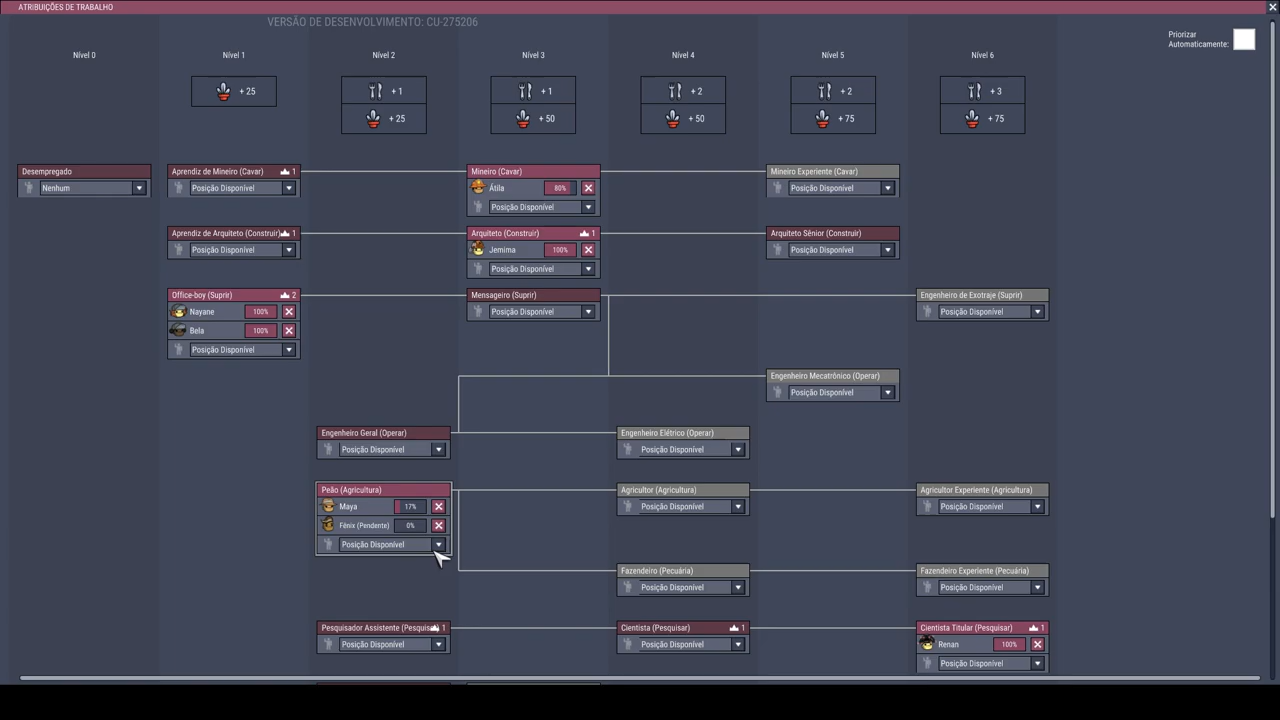 ATRIBUIÇÕES DE TRABALHO
VERSÃO DE DESENVOLVIMENTO: CU-275206
Priorizar
Automaticamente:
Nível 0
Nível 1
Nível 2
Nível 3
Nível 4
Nível 5
Nível 6
+ 25
+ 1
+ 25
+ 1
+ 50
+ 2
+ 50
+ 2
+ 75
+ 3
+ 75
Desempregado
Nenhum
Aprendiz de Mineiro (Cavar) 1
Posição Disponível
Mineiro (Cavar)
Átila 80%
Posição Disponível
Mineiro Experiente (Cavar)
Posição Disponível
Aprendiz de Arquiteto (Construir) 1
Posição Disponível
Arquiteto (Construir) 1
Jemima 100%
Posição Disponível
Arquiteto Sênior (Construir)
Posição Disponível
Office-boy (Suprir) 2
Nayane 100%
Bela 100%
Posição Disponível
Mensageiro (Suprir)
Posição Disponível
Engenheiro de Exotraje (Suprir)
Posição Disponível
Engenheiro Mecatrônico (Operar)
Posição Disponível
Engenheiro Geral (Operar)
Posição Disponível
Engenheiro Elétrico (Operar)
Posição Disponível
Peão (Agricultura)
Maya 17%
Fênix (Pendente) 0%
Posição Disponível
Agricultor (Agricultura)
Posição Disponível
Agricultor Experiente (Agricultura)
Posição Disponível
Fazendeiro (Pecuária)
Posição Disponível
Fazendeiro Experiente (Pecuária)
Posição Disponível
Pesquisador Assistente (Pesquisar) 1
Posição Disponível
Cientista (Pesquisar) 1
Posição Disponível
Cientista Titular (Pesquisar) 1
Renan 100%
Posição Disponível